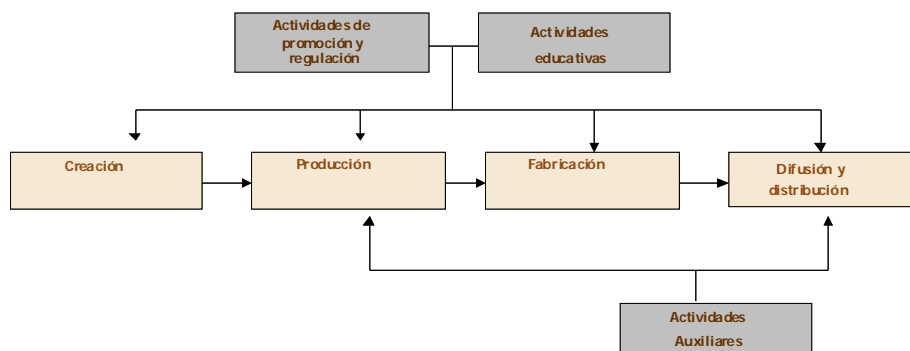 Actividades de
promoción y
regulación
Actividades
educativas
Creación
Producción
Fabricación
Difusión y
distribución
Actividades
Auxiliares